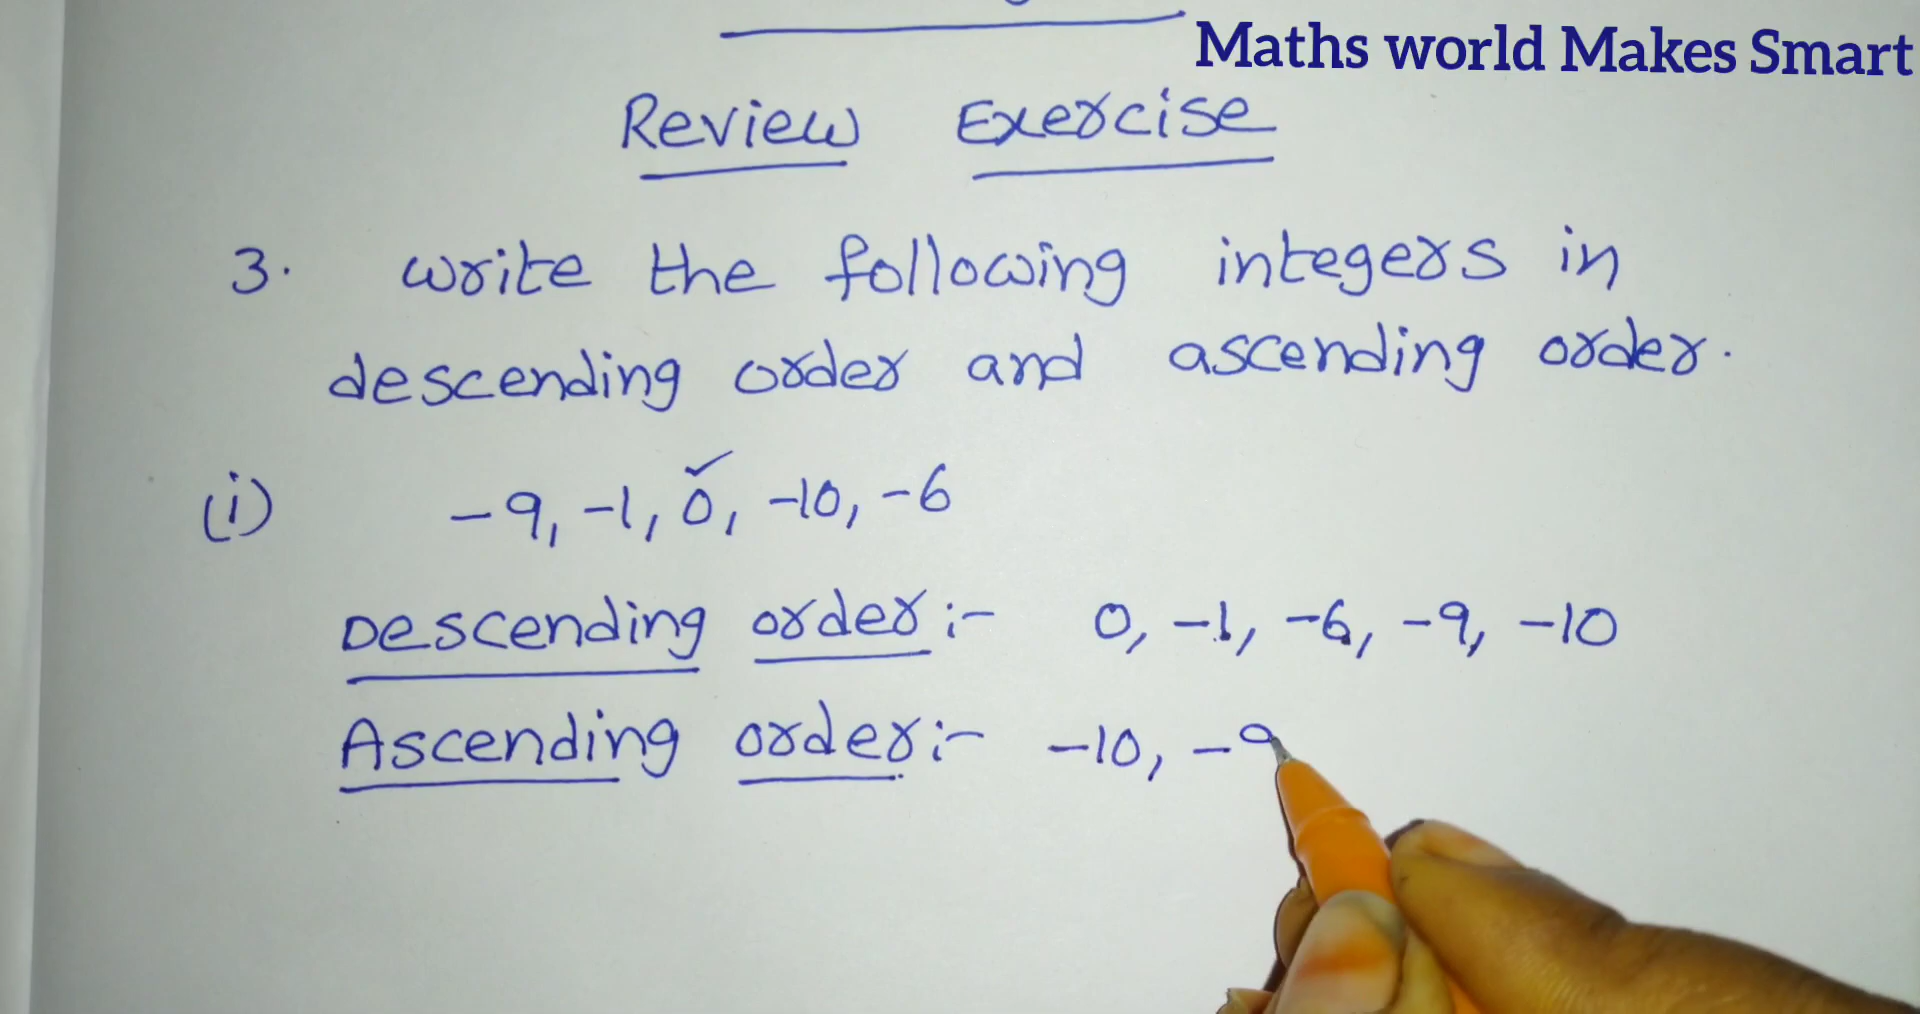 Maths world Makes Smart
Review Exercise
3. Write the following integers in
descending order and ascending order.
(i) -9, -1, 0, -10, -6
Descending order:- 0, -1, -6, -9, -10
Ascending order:- -10, -9